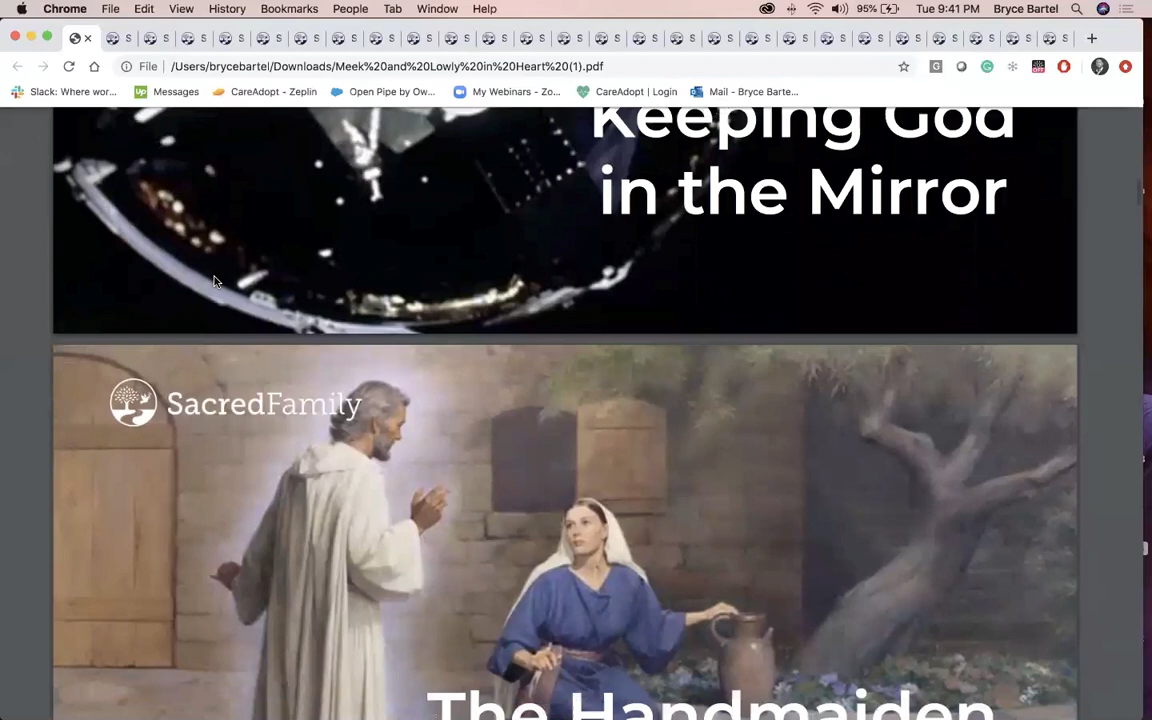 Chrome File Edit View History Bookmarks People Tab Window Help 95% Tue 9:41 PM Bryce Bartel
S S S S S S S S S S S S S S S S S S S S S S S S S S
File /Users/brycebartel/Downloads/Meek%20and%20Lowly%20in%20Heart%20(1).pdf
Slack: Where wor... Up Messages CareAdopt - Zeplin Open Pipe by Ow... My Webinars - Zo... CareAdopt | Login Mail - Bryce Barte...
Keeping God
in the Mirror
SacredFamily
The Handmaiden